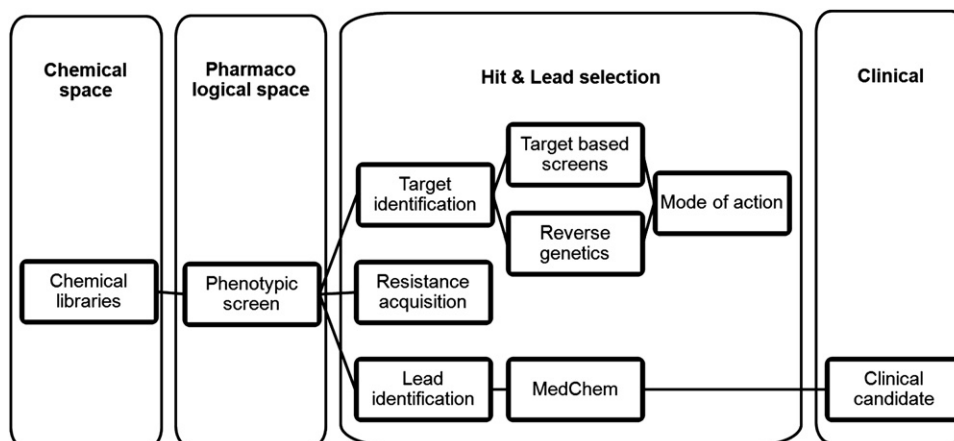 Chemical
space
Pharmaco
logical space
Hit & Lead selection
Clinical
Target based
screens
Target
identification
Mode of action
Reverse
genetics
Chemical
libraries
Phenotypic
screen
Resistance
acquisition
Lead
identification
MedChem
Clinical
candidate